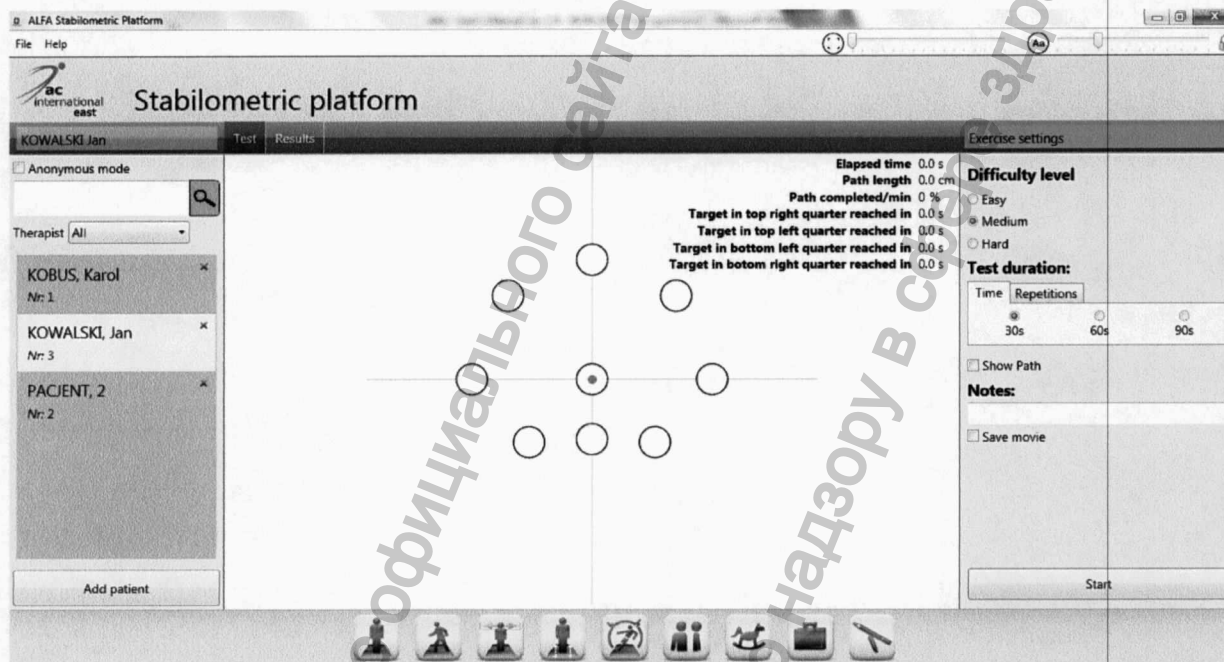 ALFA Stabilometric Platform
File Help
Aa
ac
international
east
Stabilometric platform
KOWALSKI Jan
Test Results
Exercise settings
Anonymous mode
Therapist All
KOBUS, Karol
Nr: 1
KOWALSKI, Jan
Nr: 3
PACJENT, 2
Nr: 2
Add patient
Elapsed time 0.0 s
Path length 0.0 cm
Path completed/min 0 %
Target in top right quarter reached in 0.0 s
Target in top left quarter reached in 0.0 s
Target in bottom left quarter reached in 0.0 s
Target in botom right quarter reached in 0.0 s
Difficulty level
Easy
Medium
Hard
Test duration:
Time Repetitions
30s 60s 90s
Show Path
Notes:
Save movie
Start
официального сайта
надзору в сфере